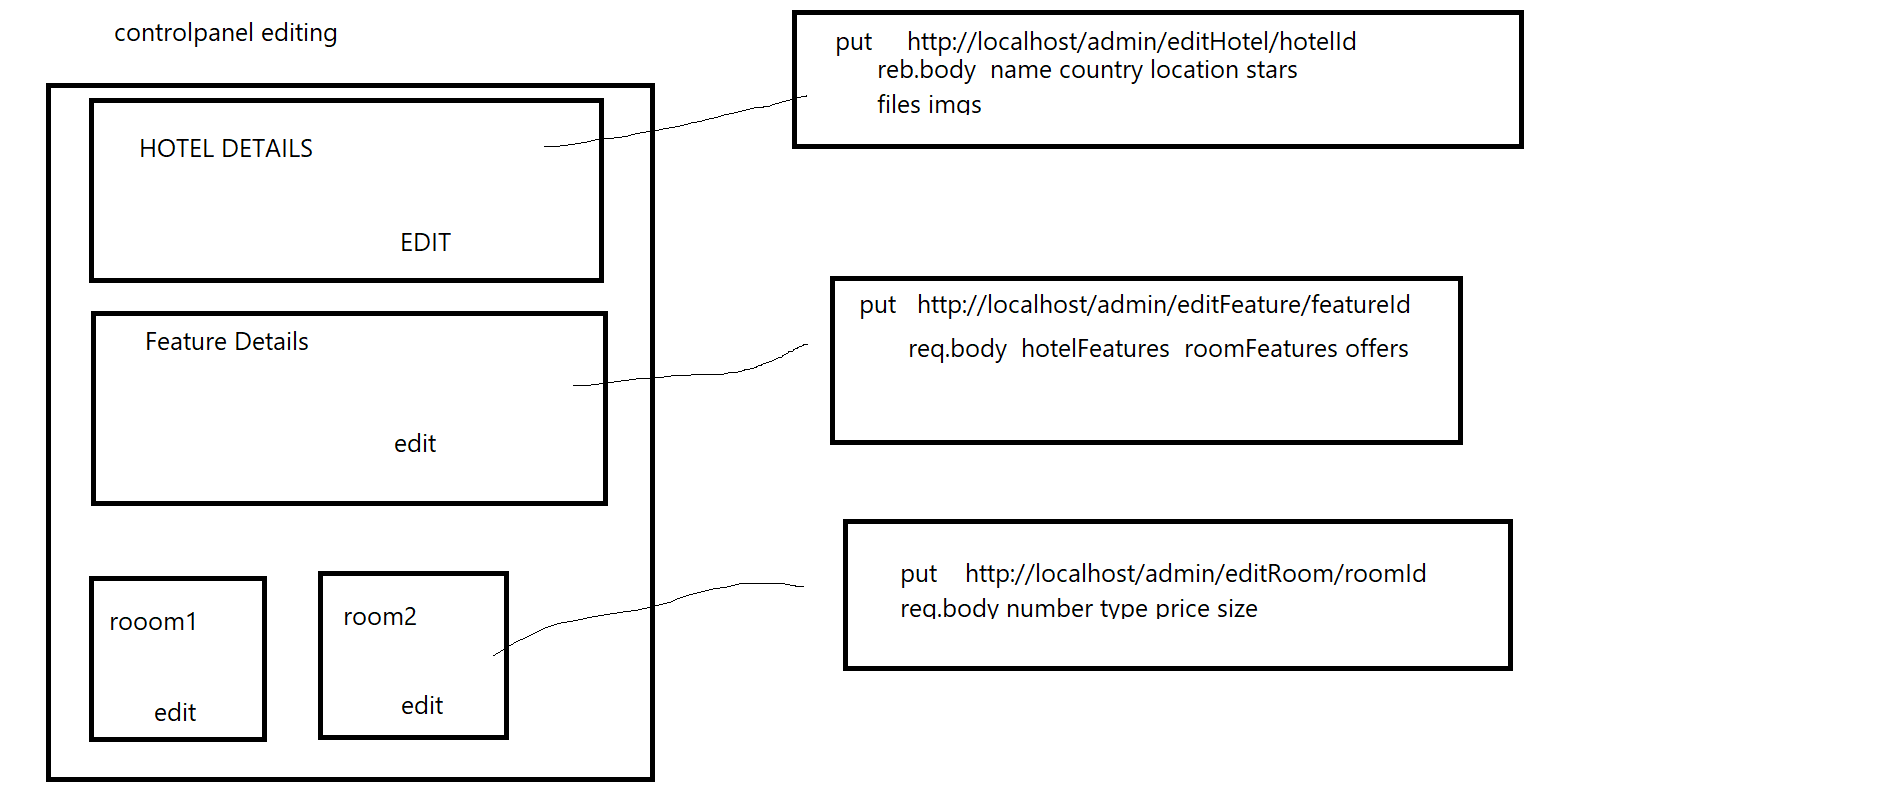 controlpanel editing
HOTEL DETAILS
EDIT
Feature Details
edit
rooom1
edit
room2
edit
put http://localhost/admin/editHotel/hotelId
reb.body name country location stars
files imgs
put http://localhost/admin/editFeature/featureId
req.body hotelFeatures roomFeatures offers
put http://localhost/admin/editRoom/roomId
req.body number type price size